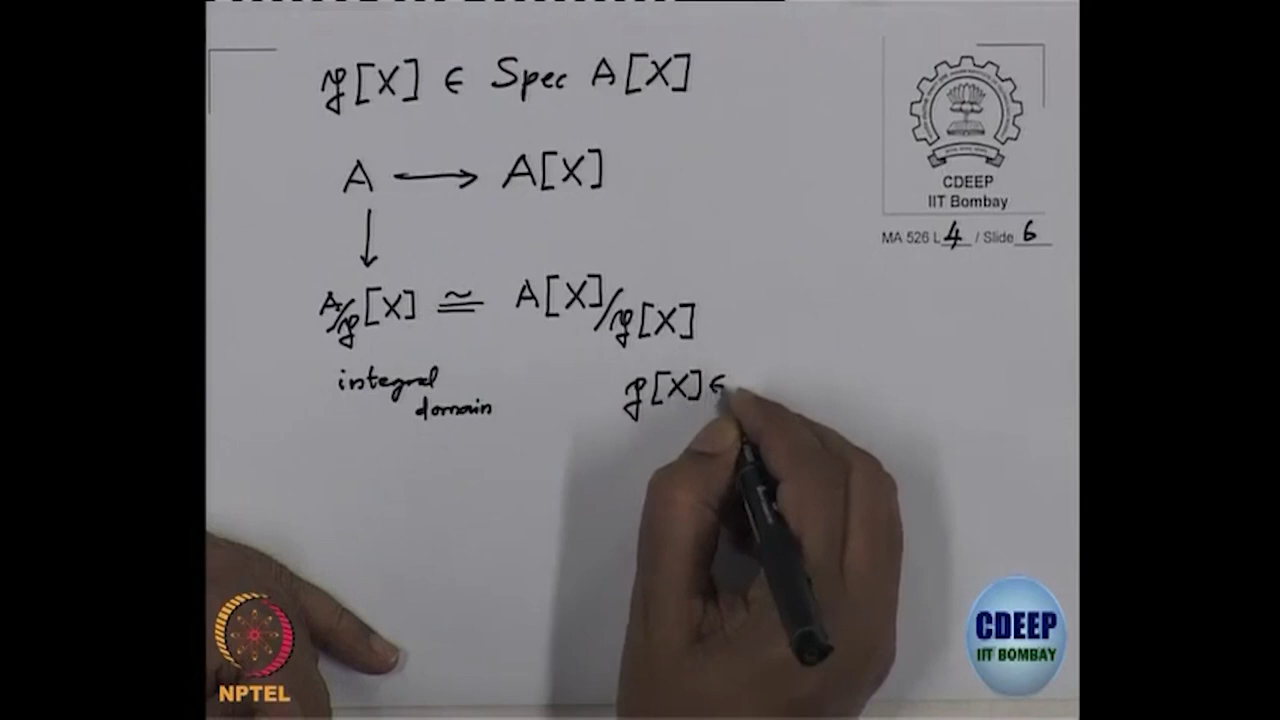 𝔭[X] ∈ Spec A[X]
A ⟶ A[X]
↓
A/𝔭[X] ≅ A[X]/𝔭[X]
integral
domain
𝔭[X] ∈
CDEEP
IIT Bombay
MA 526 L 4 / Slide 6
NPTEL
CDEEP
IIT BOMBAY